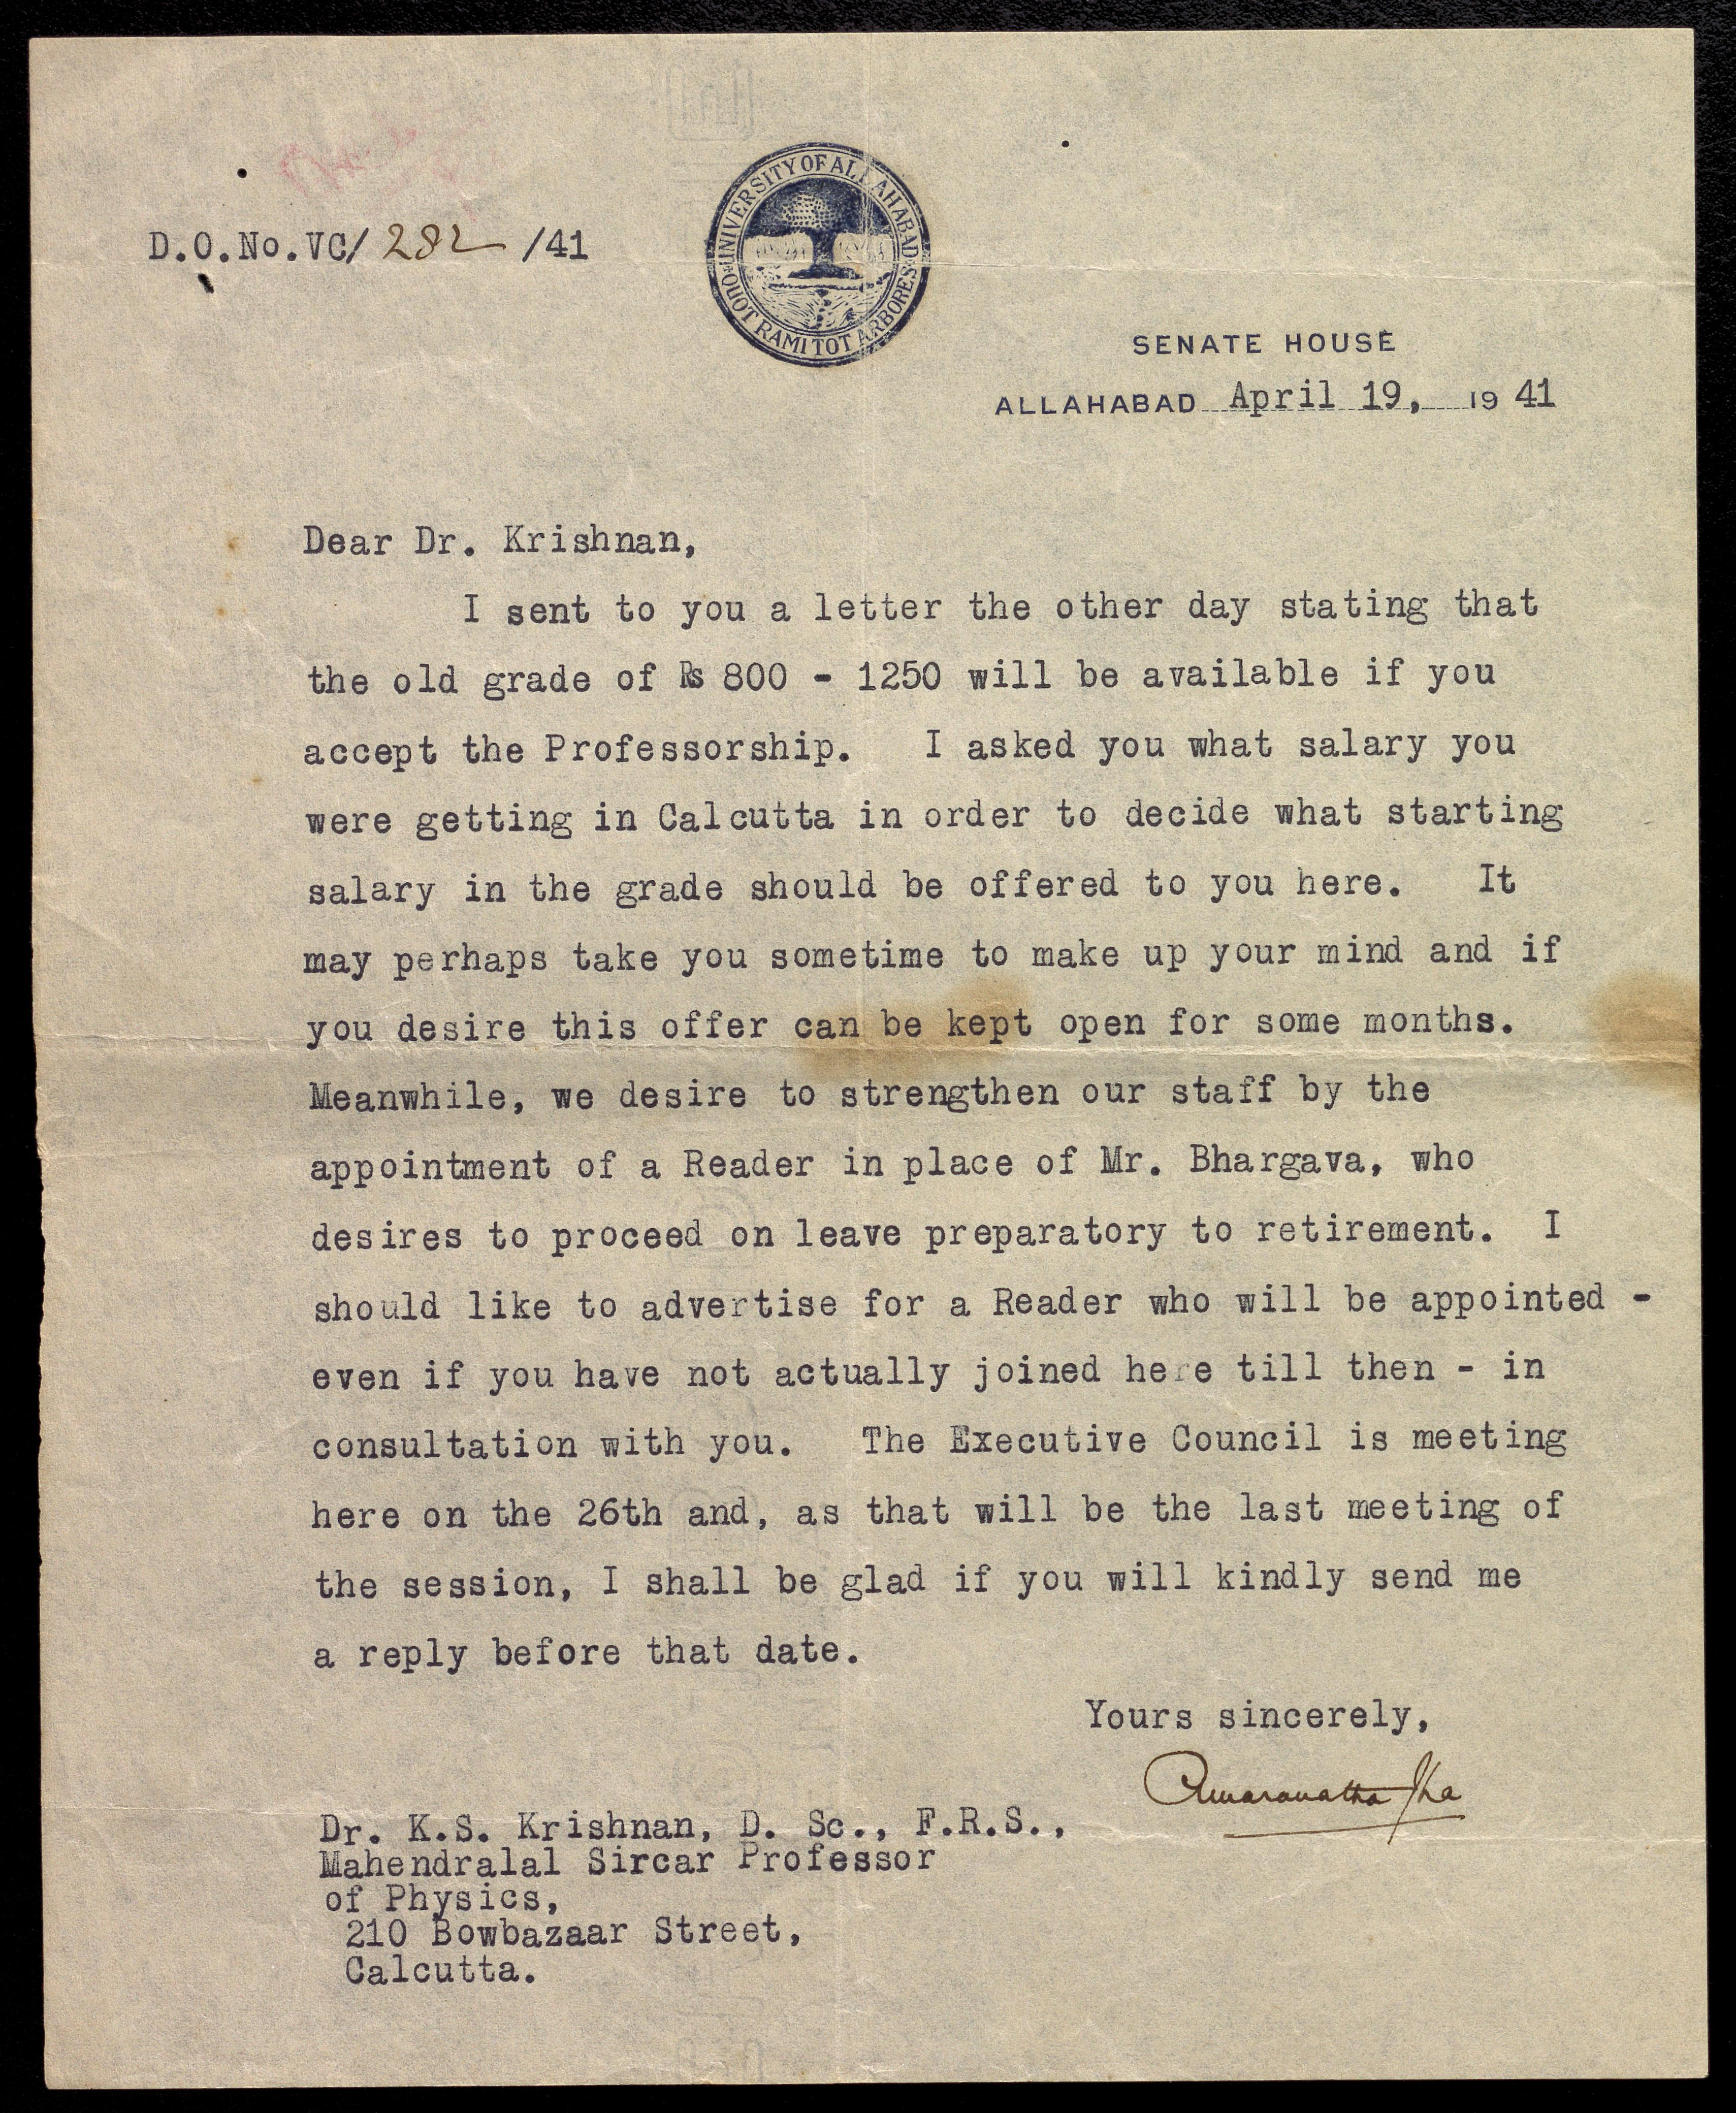 D.O.No.VC/ 282 /41
UNIVERSITY OF ALLAHABAD
QUOT RAMI TOT ARBORES
SENATE HOUSE
ALLAHABAD April 19, 19 41
Dear Dr. Krishnan,
I sent to you a letter the other day stating that
the old grade of Rs 800 - 1250 will be available if you
accept the Professorship. I asked you what salary you
were getting in Calcutta in order to decide what starting
salary in the grade should be offered to you here. It
may perhaps take you sometime to make up your mind and if
you desire this offer can be kept open for some months.
Meanwhile, we desire to strengthen our staff by the
appointment of a Reader in place of Mr. Bhargava, who
desires to proceed on leave preparatory to retirement. I
should like to advertise for a Reader who will be appointed -
even if you have not actually joined here till then - in
consultation with you. The Executive Council is meeting
here on the 26th and, as that will be the last meeting of
the session, I shall be glad if you will kindly send me
a reply before that date.
Yours sincerely,
Amaranatha Jha
Dr. K.S. Krishnan, D. Sc., F.R.S.,
Mahendralal Sircar Professor
of Physics,
210 Bowbazaar Street,
Calcutta.